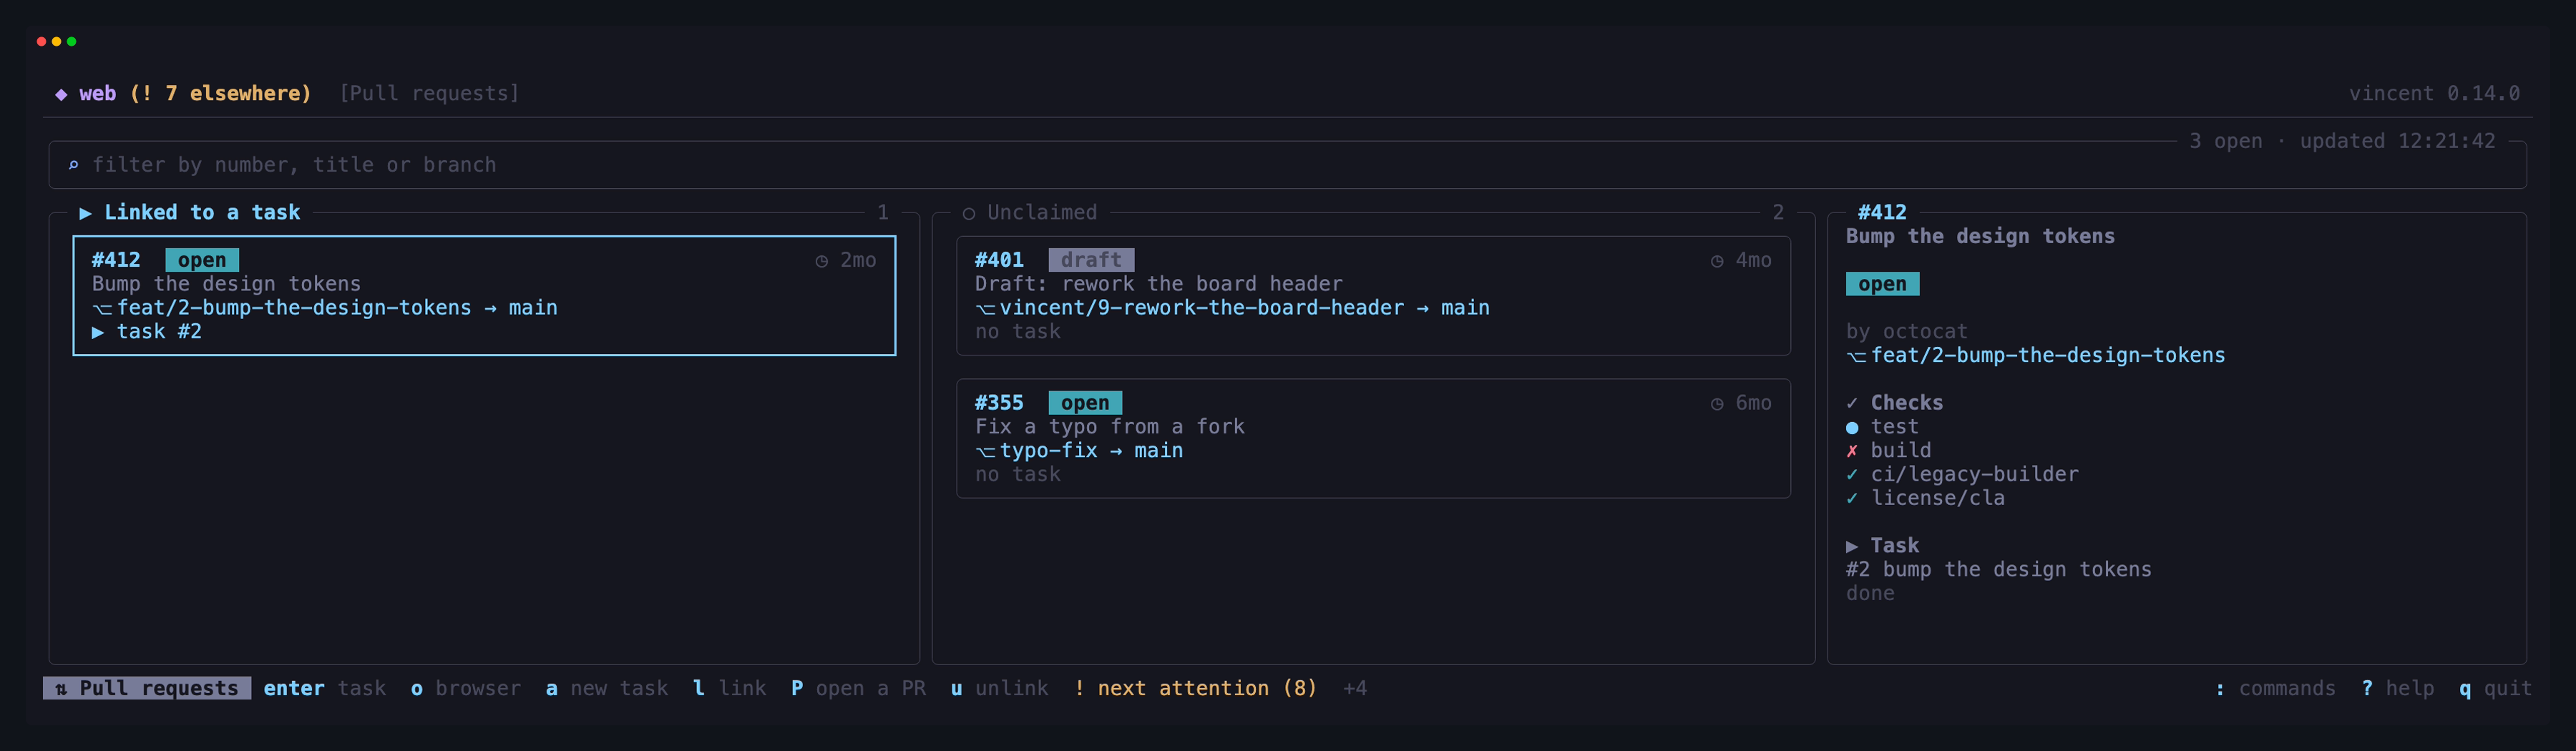 ◆ web (! 7 elsewhere) [Pull requests] vincent 0.14.0
3 open · updated 12:21:42
⌕ filter by number, title or branch
▶ Linked to a task 1
#412 open ◷ 2mo
Bump the design tokens
⌥feat/2-bump-the-design-tokens → main
▶ task #2
○ Unclaimed 2
#401 draft ◷ 4mo
Draft: rework the board header
⌥vincent/9-rework-the-board-header → main
no task
#355 open ◷ 6mo
Fix a typo from a fork
⌥typo-fix → main
no task
#412
Bump the design tokens
open
by octocat
⌥feat/2-bump-the-design-tokens
✓ Checks
● test
✗ build
✓ ci/legacy-builder
✓ license/cla
▶ Task
#2 bump the design tokens
done
⇅ Pull requests enter task o browser a new task l link P open a PR u unlink ! next attention (8) +4 : commands ? help q quit